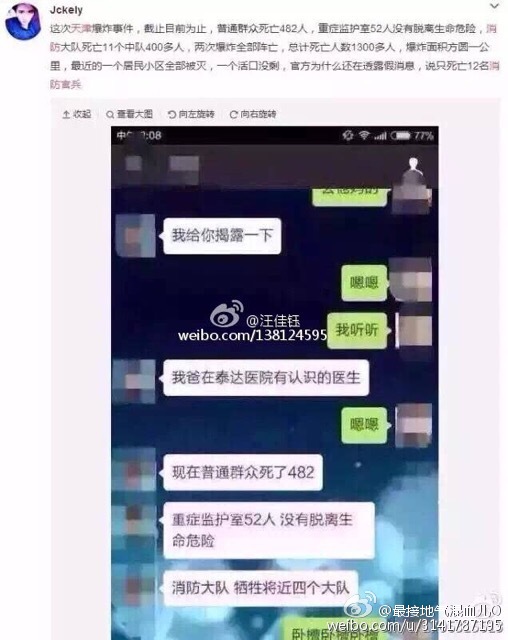 Jckely
这次天津爆炸事件，截止目前为止，普通群众死亡482人，重症监护室52人没有脱离生命危险，消
防大队死亡11个中队400多人，两次爆炸全部阵亡，总计死亡人数1300多人，爆炸面积方圆一公
里，最近的一个居民小区全部被灭，一个活口没剩，官方为什么还在透露假消息，说只死亡12名消
防官兵
收起 查看大图 向左旋转 向右旋转
77%
我给你揭露一下
嗯嗯
@汪佳钰
weibo.com/138124595
我听听
我爸在泰达医院有认识的医生
嗯嗯
现在普通群众死了482
重症监护室52人 没有脱离生
命危险
消防大队 牺牲将近四个大队
weibo.com/u/3141787195